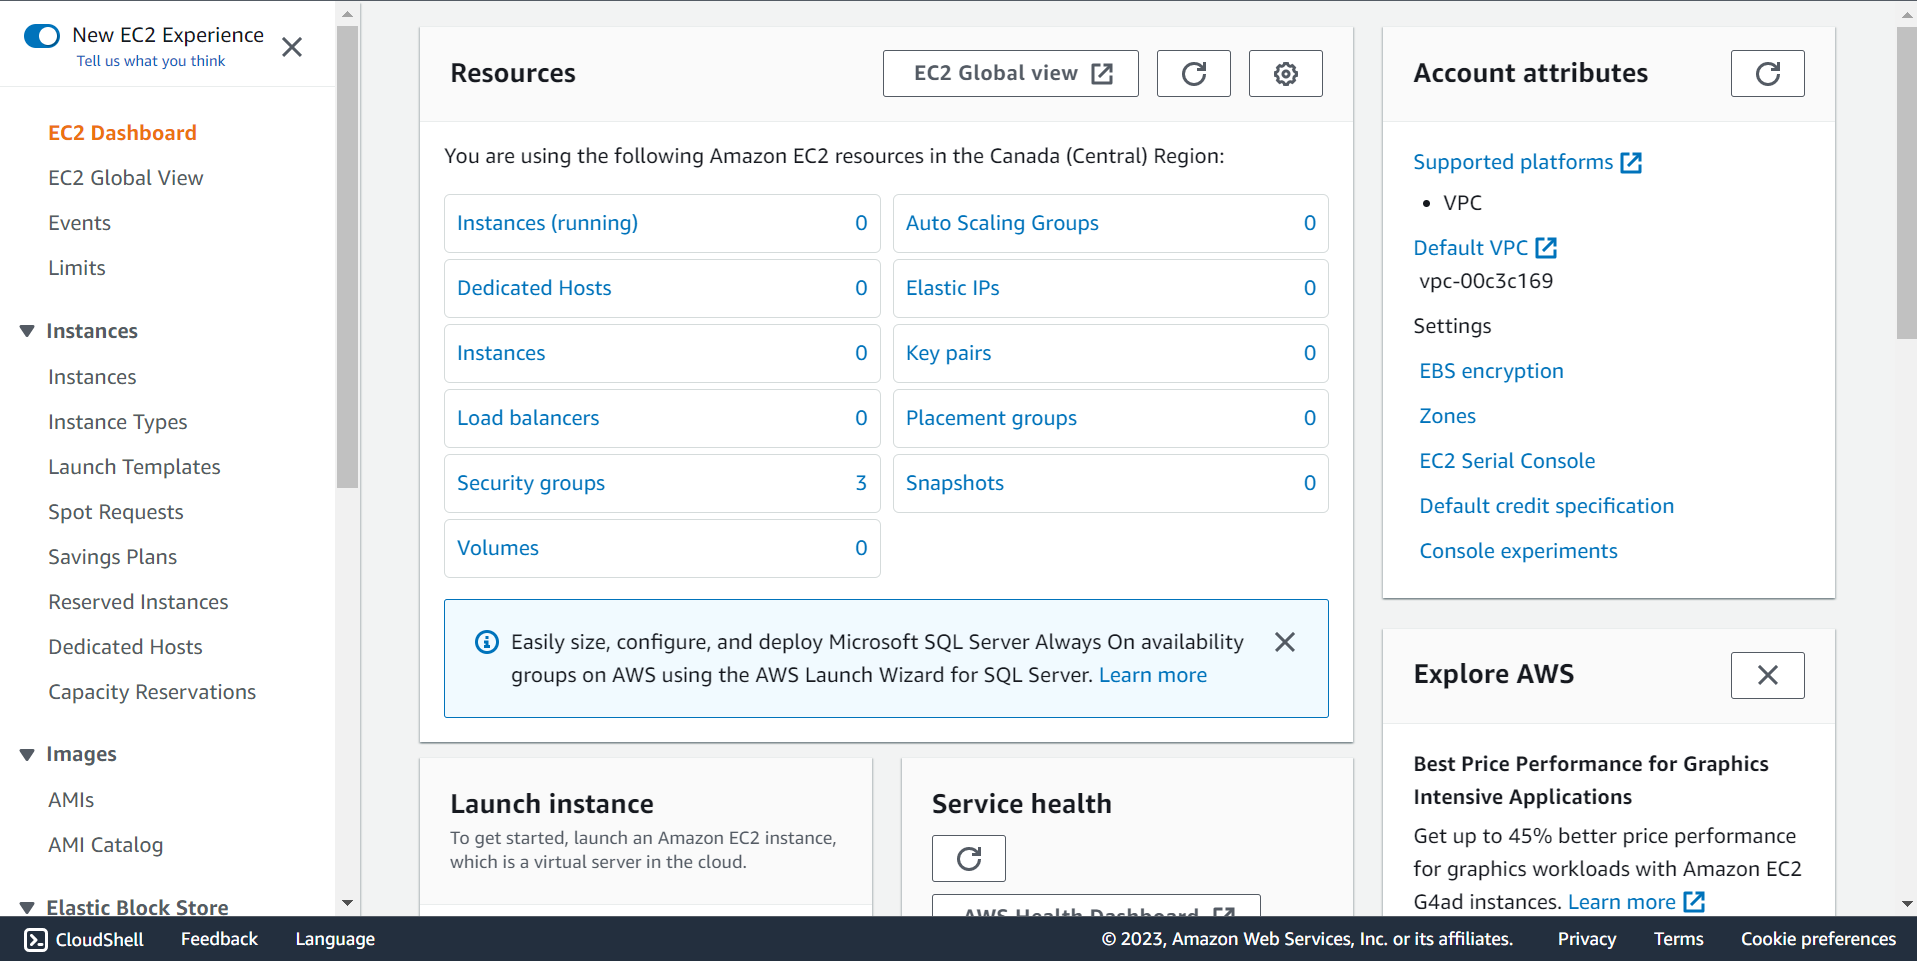 New EC2 Experience
Tell us what you think
EC2 Dashboard
EC2 Global View
Events
Limits
Instances
Instances
Instance Types
Launch Templates
Spot Requests
Savings Plans
Reserved Instances
Dedicated Hosts
Capacity Reservations
Images
AMIs
AMI Catalog
Elastic Block Store
Resources
EC2 Global view
You are using the following Amazon EC2 resources in the Canada (Central) Region:
Instances (running) 0
Auto Scaling Groups 0
Dedicated Hosts 0
Elastic IPs 0
Instances 0
Key pairs 0
Load balancers 0
Placement groups 0
Security groups 3
Snapshots 0
Volumes 0
Easily size, configure, and deploy Microsoft SQL Server Always On availability
groups on AWS using the AWS Launch Wizard for SQL Server. Learn more
Launch instance
To get started, launch an Amazon EC2 instance,
which is a virtual server in the cloud.
Service health
AWS Health Dashboard
Account attributes
Supported platforms
• VPC
Default VPC
vpc-00c3c169
Settings
EBS encryption
Zones
EC2 Serial Console
Default credit specification
Console experiments
Explore AWS
Best Price Performance for Graphics
Intensive Applications
Get up to 45% better price performance
for graphics workloads with Amazon EC2
G4ad instances. Learn more
CloudShell Feedback Language © 2023, Amazon Web Services, Inc. or its affiliates. Privacy Terms Cookie preferences